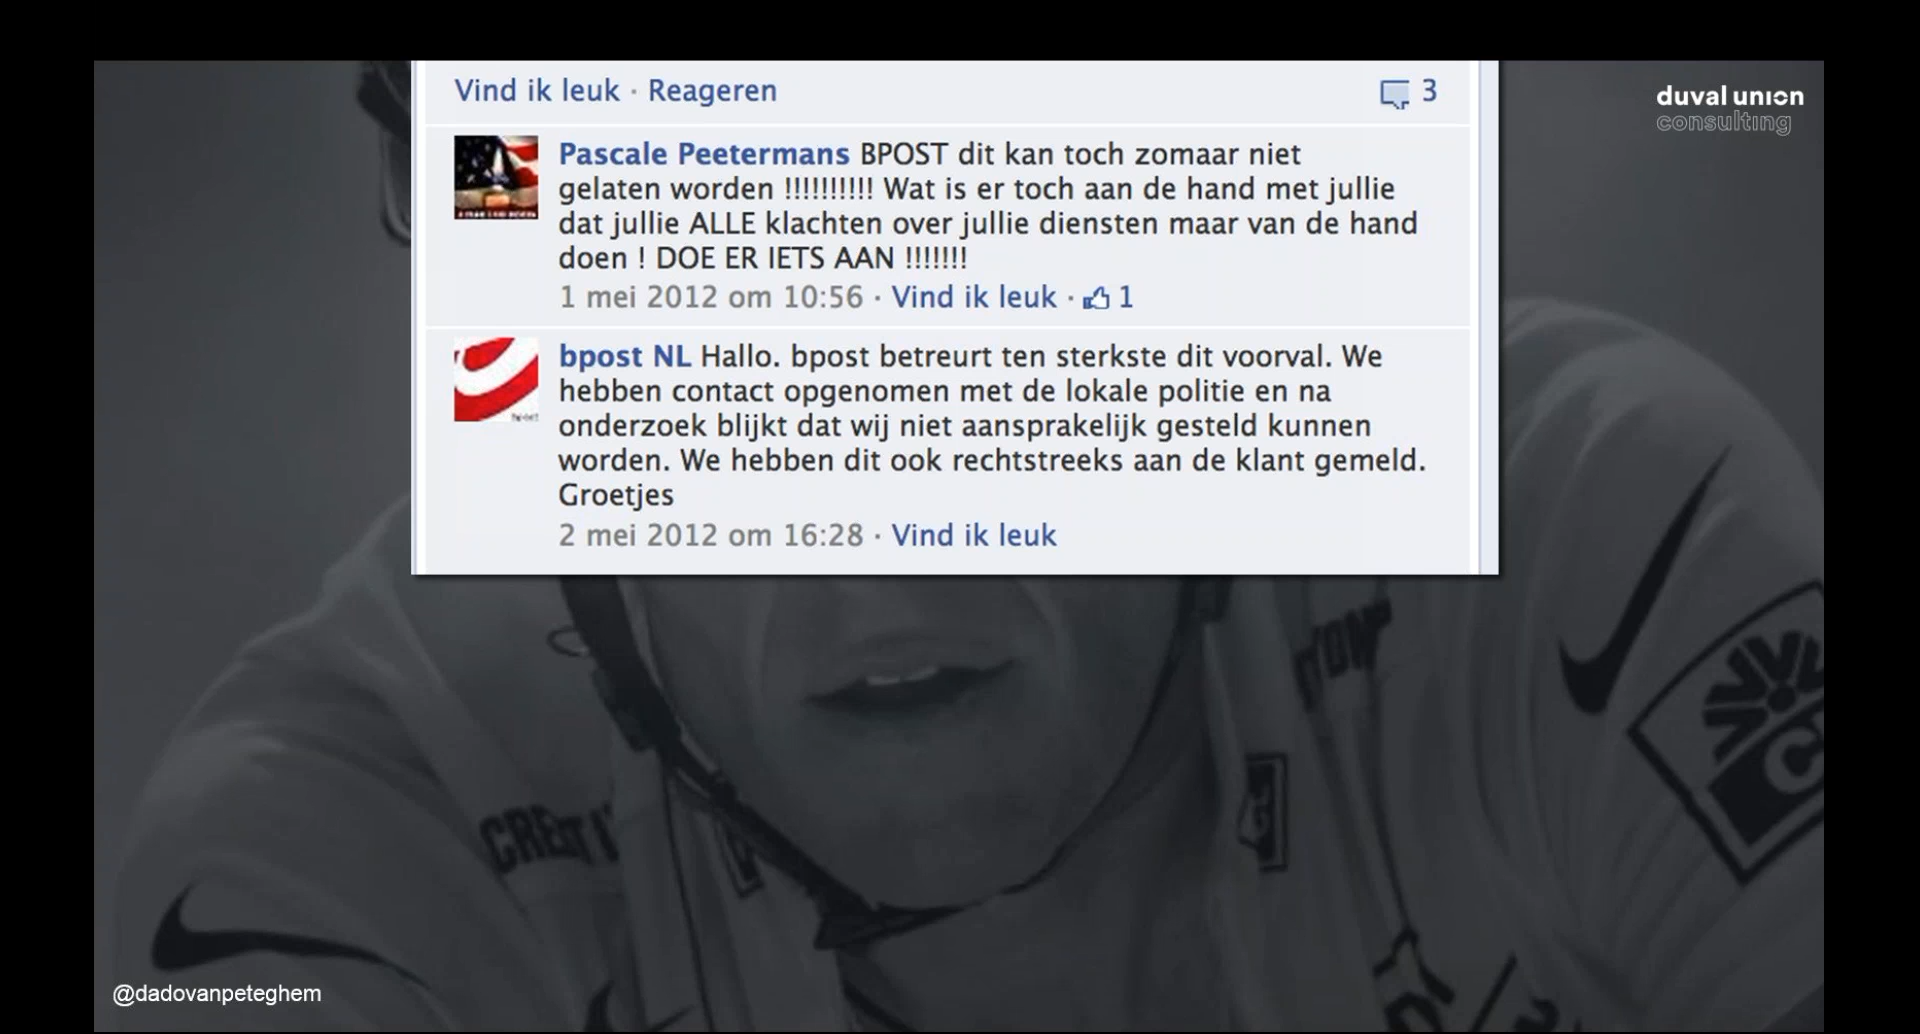 Vind ik leuk · Reageren 3
duval union
consulting
Pascale Peetermans BPOST dit kan toch zomaar niet
gelaten worden !!!!!!!!!! Wat is er toch aan de hand met jullie
dat jullie ALLE klachten over jullie diensten maar van de hand
doen ! DOE ER IETS AAN !!!!!!!
1 mei 2012 om 10:56 · Vind ik leuk · 1
bpost NL Hallo. bpost betreurt ten sterkste dit voorval. We
hebben contact opgenomen met de lokale politie en na
onderzoek blijkt dat wij niet aansprakelijk gesteld kunnen
worden. We hebben dit ook rechtstreeks aan de klant gemeld.
Groetjes
2 mei 2012 om 16:28 · Vind ik leuk
@dadovanpeteghem